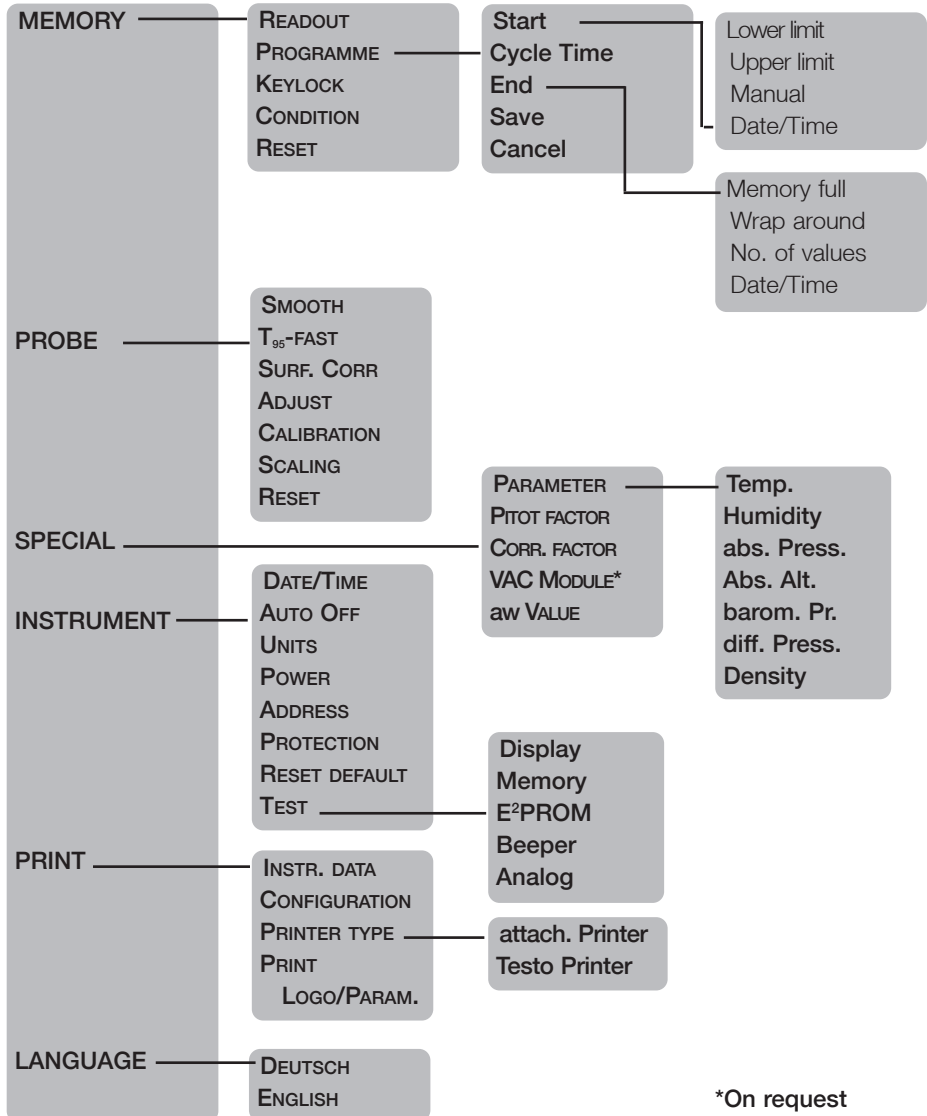 MEMORY
READOUT
PROGRAMME
KEYLOCK
CONDITION
RESET
Start
Cycle Time
End
Save
Cancel
Lower limit
Upper limit
Manual
Date/Time
Memory full
Wrap around
No. of values
Date/Time
PROBE
SMOOTH
T₉₅-FAST
SURF. CORR
ADJUST
CALIBRATION
SCALING
RESET
SPECIAL
PARAMETER
PITOT FACTOR
CORR. FACTOR
VAC MODULE*
aw VALUE
Temp.
Humidity
abs. Press.
Abs. Alt.
barom. Pr.
diff. Press.
Density
INSTRUMENT
DATE/TIME
AUTO OFF
UNITS
POWER
ADDRESS
PROTECTION
RESET DEFAULT
TEST
Display
Memory
E²PROM
Beeper
Analog
PRINT
INSTR. DATA
CONFIGURATION
PRINTER TYPE
PRINT
LOGO/PARAM.
attach. Printer
Testo Printer
LANGUAGE
DEUTSCH
ENGLISH
*On request